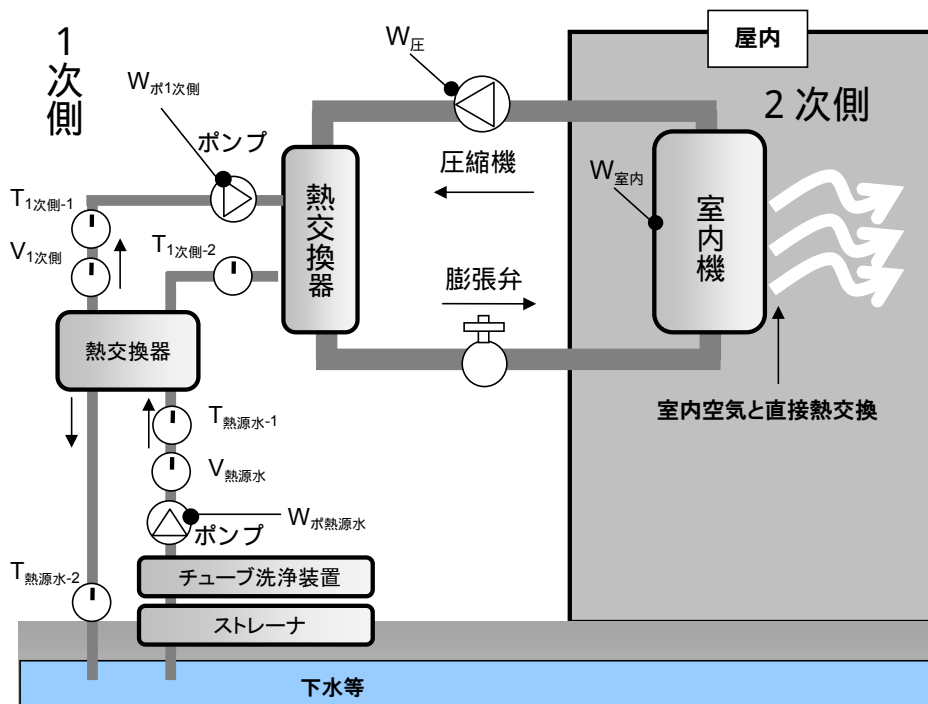 1次側
屋内
2 次側
W圧
Wポ1次側
ポンプ
圧縮機
W室内
T1次側-1
V1次側
T1次側-2
熱交換器
室内機
膨張弁
熱交換器
室内空気と直接熱交換
T熱源水-1
V熱源水
Wポ熱源水
ポンプ
T熱源水-2
チューブ洗浄装置
ストレーナ
下水等